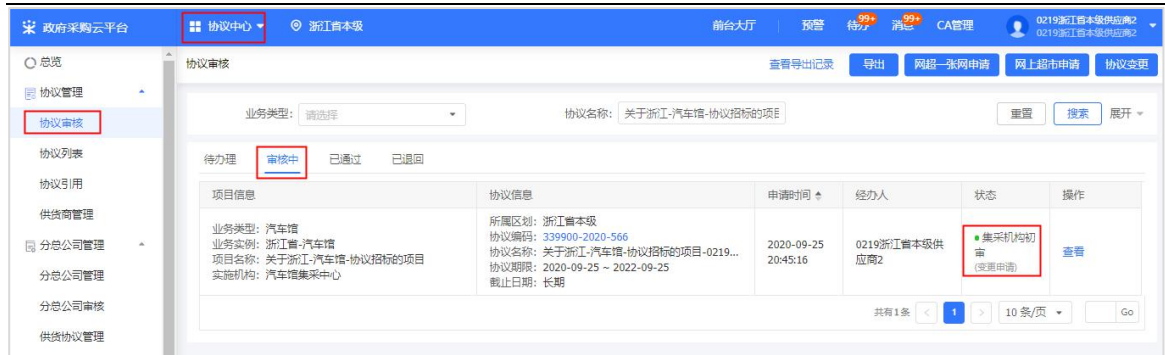 政府采购云平台
协议中心
浙江省本级
前台大厅
预警
待办
99+
消息
99+
CA管理
0219浙江省本级供应商2
0219浙江省本级供应商2
总览
协议管理
协议审核
协议列表
协议引用
供货商管理
分总公司管理
分总公司管理
分总公司审核
供货协议管理
协议审核
查看导出记录
导出
网超一张网申请
网上超市申请
协议变更
业务类型: 请选择
协议名称: 关于浙江-汽车馆-协议招标的项目
重置
搜索
展开
待办理
审核中
已通过
已退回
项目信息
协议信息
申请时间
经办人
状态
操作
业务类型: 汽车馆
业务实例: 浙江省-汽车馆
项目名称: 关于浙江-汽车馆-协议招标的项目
实施机构: 汽车馆集采中心
所属区划: 浙江省本级
协议编码: 339900-2020-566
协议名称: 关于浙江-汽车馆-协议招标的项目-0219...
协议期限: 2020-09-25 ~ 2022-09-25
截止日期: 长期
2020-09-25
20:45:16
0219浙江省本级供
应商2
集采机构初
审
(变更申请)
查看
共有1条
1
10 条/页
Go